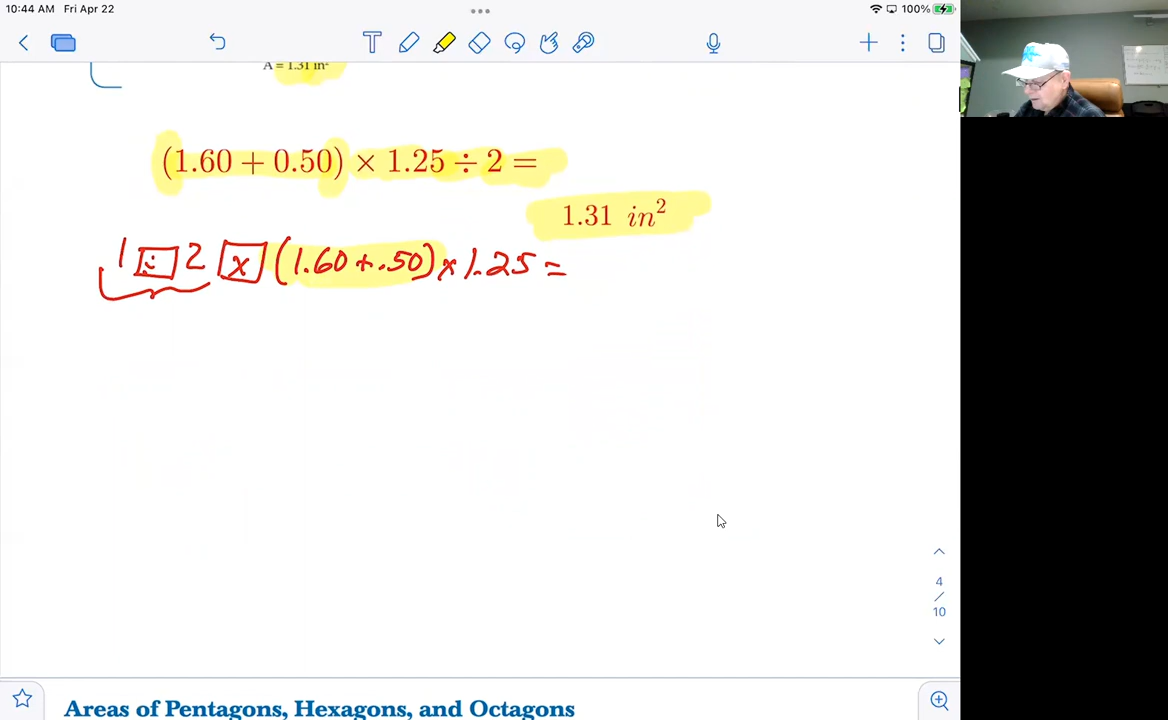 10:44 AM Fri Apr 22
100%
A = 1.31 in²
(1.60 + 0.50) × 1.25 ÷ 2 =
1.31 in²
1 ÷ 2 × (1.60 + .50) × 1.25 =
4
/
10
Areas of Pentagons, Hexagons, and Octagons